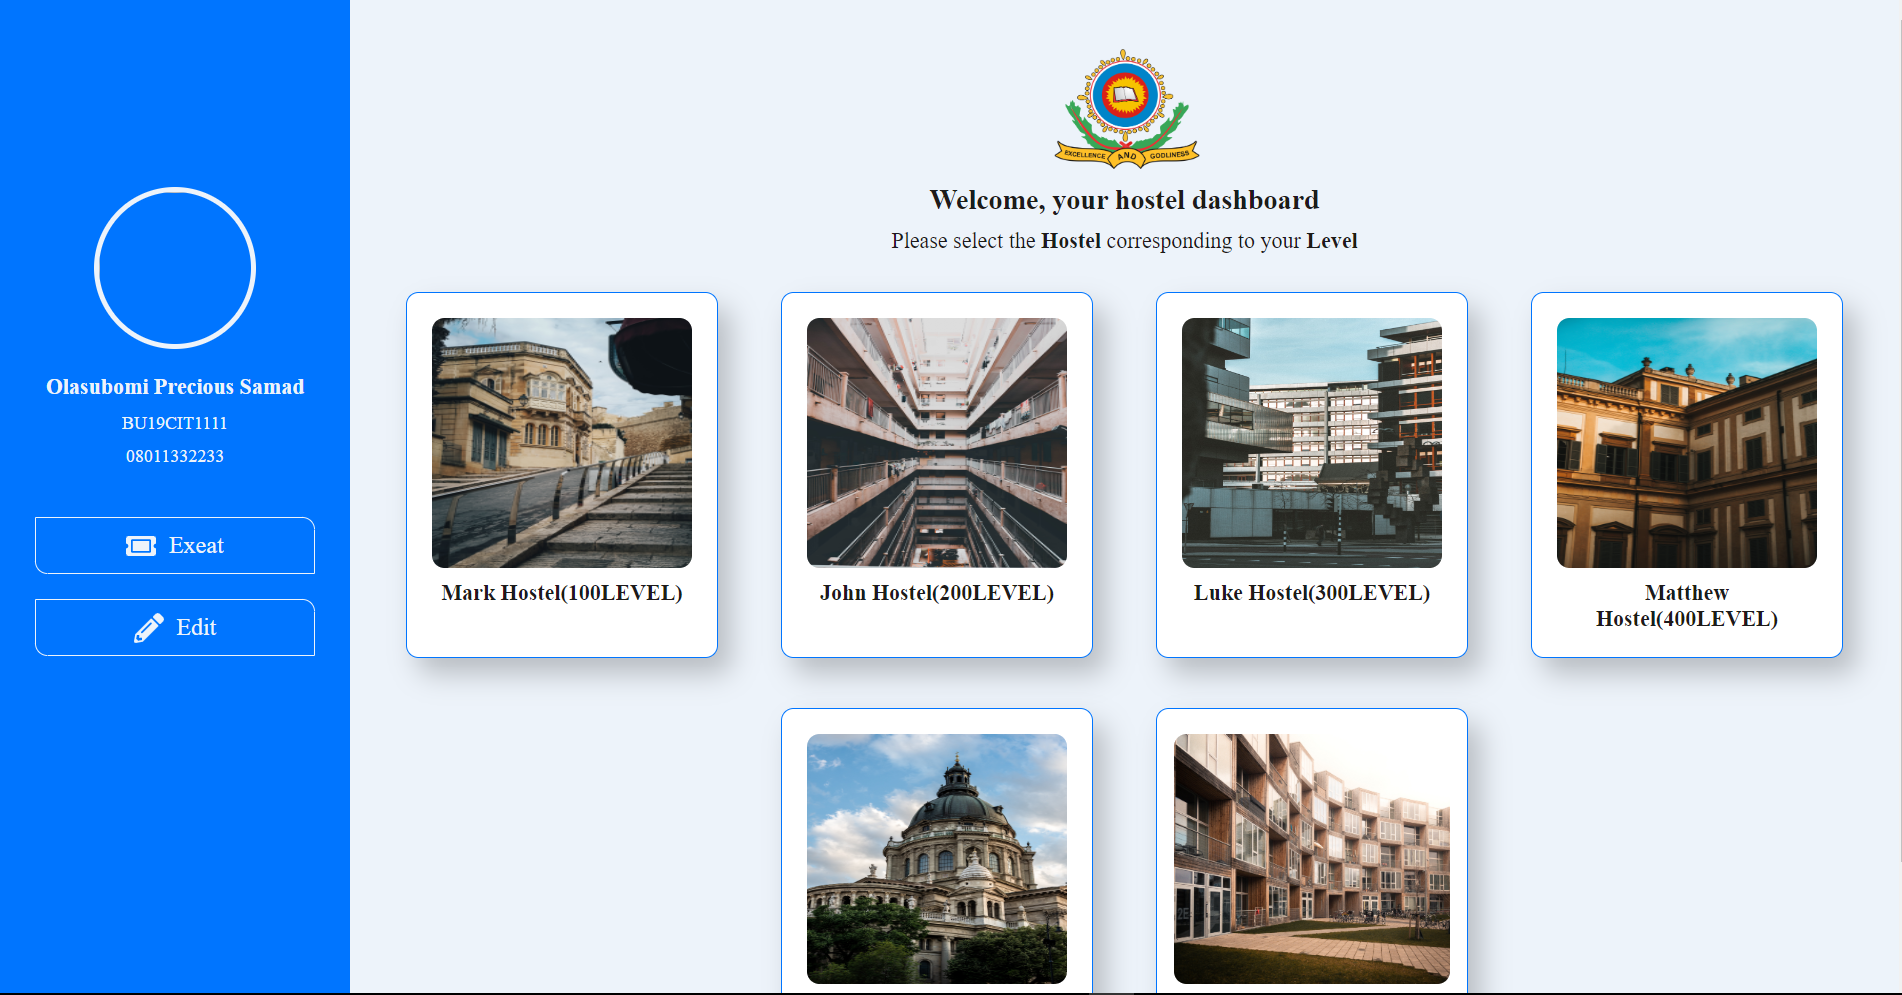 Olasubomi Precious Samad
BU19CIT1111
08011332233
Exeat
Edit
EXCELLENCE AND GODLINESS
Welcome, your hostel dashboard
Please select the Hostel corresponding to your Level
Mark Hostel(100LEVEL)
John Hostel(200LEVEL)
Luke Hostel(300LEVEL)
Matthew
Hostel(400LEVEL)